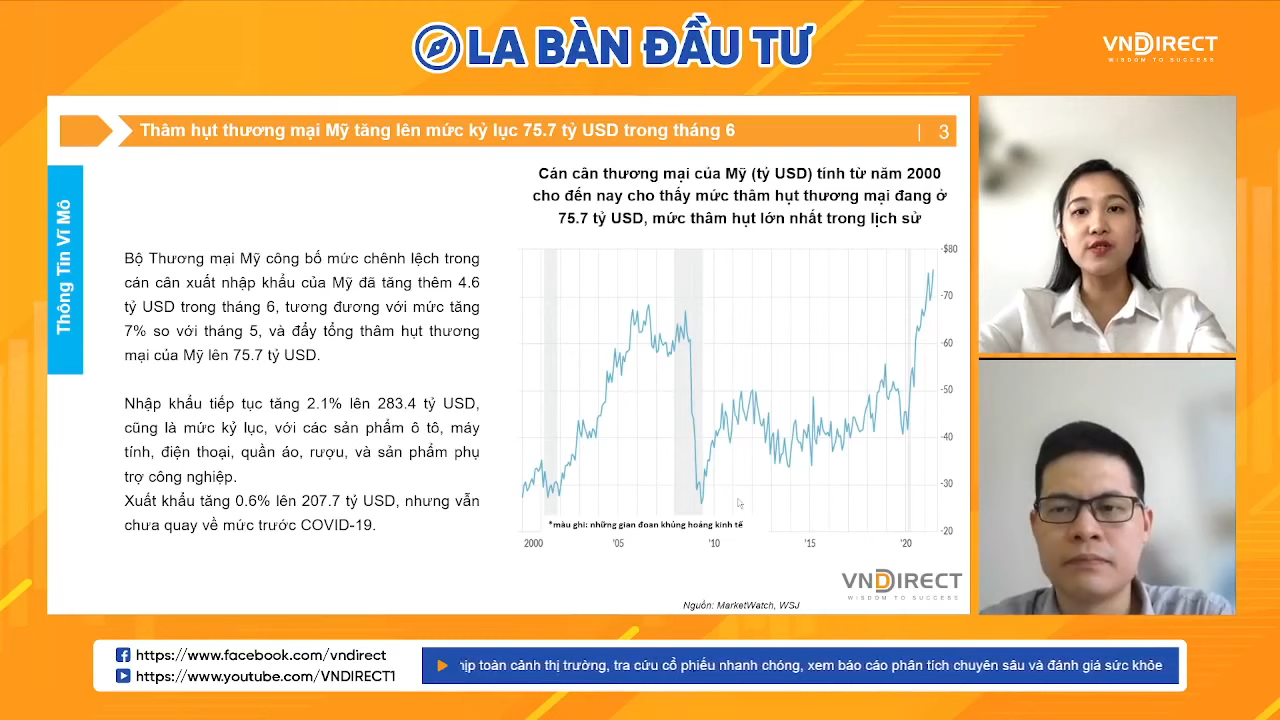 LA BÀN ĐẦU TƯ
VNDIRECT
WISDOM TO SUCCESS
Thâm hụt thương mại Mỹ tăng lên mức kỷ lục 75.7 tỷ USD trong tháng 6
| 3
Thông Tin Vĩ Mô
Bộ Thương mại Mỹ công bố mức chênh lệch trong
cán cân xuất nhập khẩu của Mỹ đã tăng thêm 4.6
tỷ USD trong tháng 6, tương đương với mức tăng
7% so với tháng 5, và đẩy tổng thâm hụt thương
mại của Mỹ lên 75.7 tỷ USD.
Nhập khẩu tiếp tục tăng 2.1% lên 283.4 tỷ USD,
cũng là mức kỷ lục, với các sản phẩm ô tô, máy
tính, điện thoại, quần áo, rượu, và sản phẩm phụ
trợ công nghiệp.
Xuất khẩu tăng 0.6% lên 207.7 tỷ USD, nhưng vẫn
chưa quay về mức trước COVID-19.
Cán cân thương mại của Mỹ (tỷ USD) tính từ năm 2000
cho đến nay cho thấy mức thâm hụt thương mại đang ở
75.7 tỷ USD, mức thâm hụt lớn nhất trong lịch sử
-$80
-70
-60
-50
-40
-30
-20
*màu ghi: những gian đoan khủng hoảng kinh tế
2000 '05 '10 '15 '20
VNDIRECT
WISDOM TO SUCCESS
Nguồn: MarketWatch, WSJ
https://www.facebook.com/vndirect
https://www.youtube.com/VNDIRECT1
toàn cảnh thị trường, tra cứu cổ phiếu nhanh chóng, xem báo cáo phân tích chuyên sâu và đánh giá sức khỏe